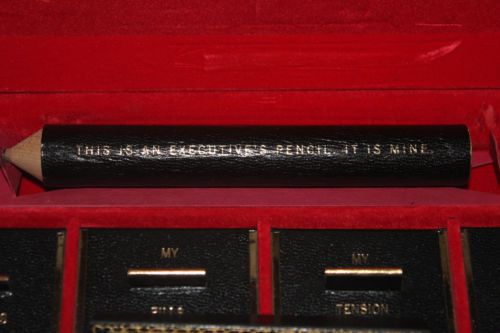 THIS IS AN EXECUTIVE'S PENCIL. IT IS MINE.
MY
MY
TENSION